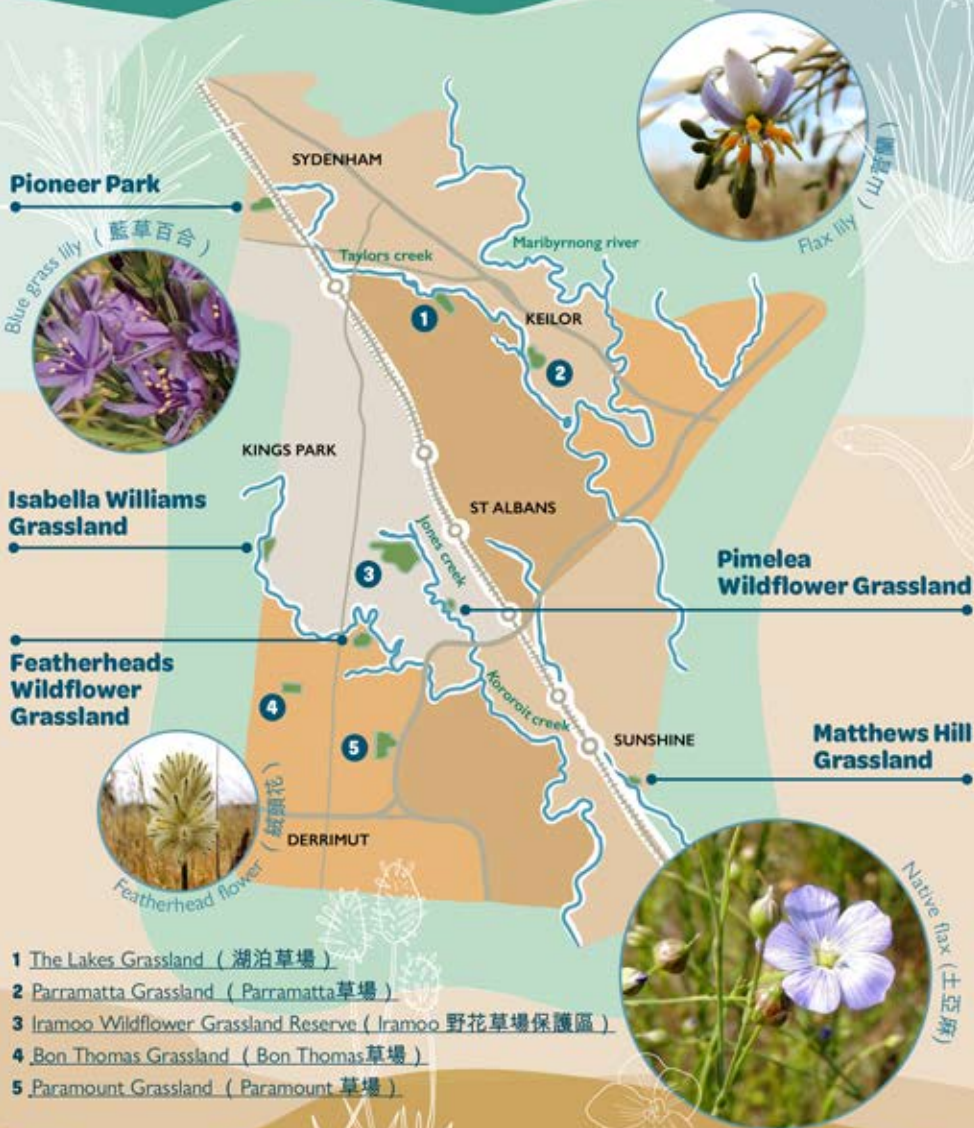 SYDENHAM
Pioneer Park
Blue grass lily （藍草百合）
Flax lily （山菅蘭）
Taylors creek
Maribyrnong river
1
KEILOR
2
KINGS PARK
Isabella Williams
Grassland
ST ALBANS
Jones creek
3
Pimelea
Wildflower Grassland
Featherheads
Wildflower
Grassland
4
Kororoit creek
5
SUNSHINE
Matthews Hill
Grassland
Featherhead flower （絨頭花）
DERRIMUT
Native flax (土亞麻)
1 The Lakes Grassland （湖泊草場）
2 Parramatta Grassland （Parramatta草場）
3 Iramoo Wildflower Grassland Reserve（Iramoo 野花草場保護區）
4 Bon Thomas Grassland （Bon Thomas草場）
5 Paramount Grassland （Paramount 草場）